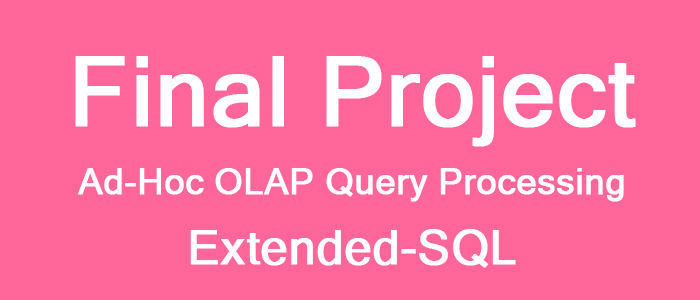 Final Project
Ad-Hoc OLAP Query Processing
Extended-SQL